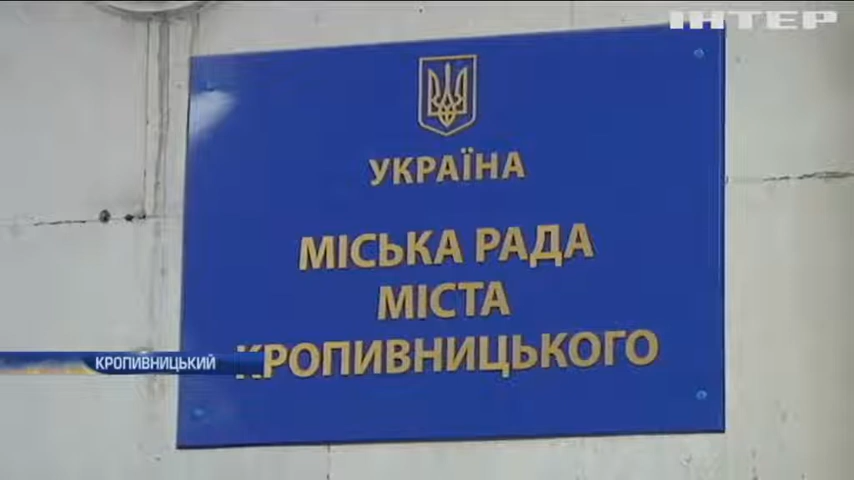 ІНТЕР
УКРАЇНА
МІСЬКА РАДА
МІСТА
КРОПИВНИЦЬКОГО
КРОПИВНИЦЬКИЙ